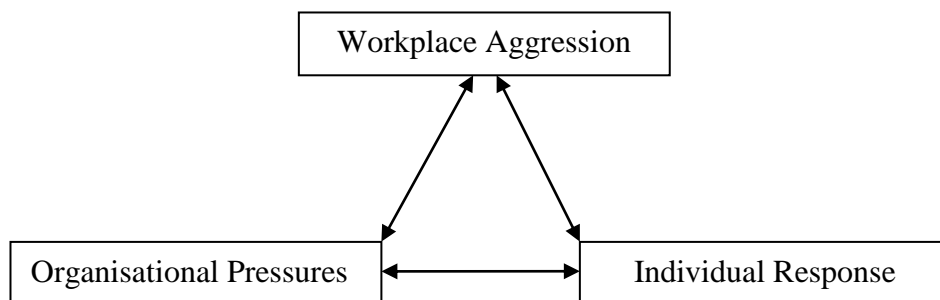 Workplace Aggression
Organisational Pressures
Individual Response